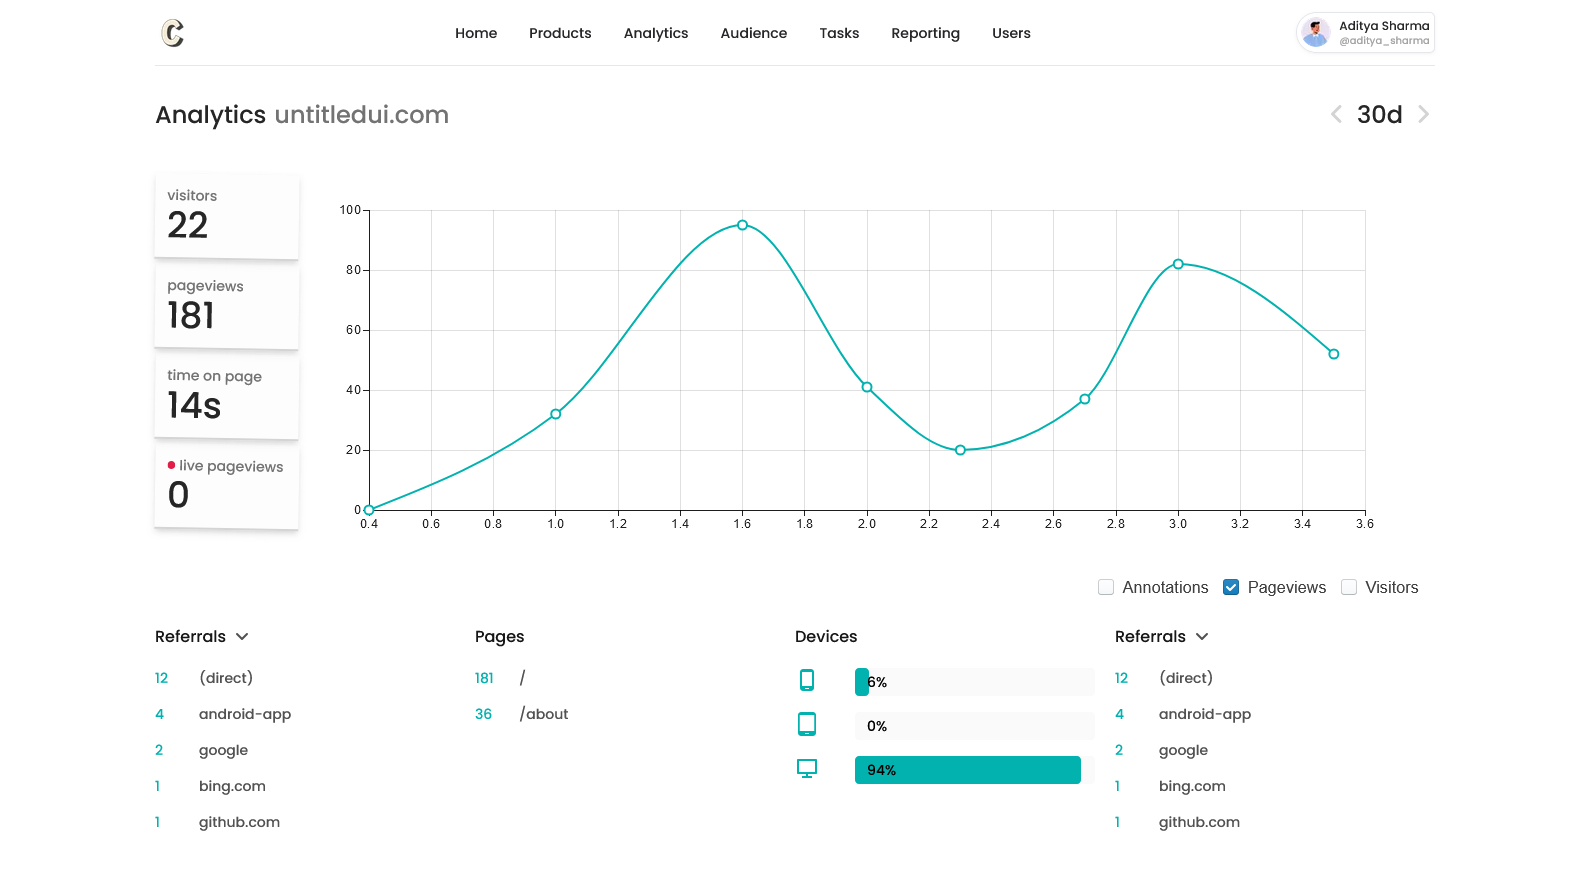 C
Home Products Analytics Audience Tasks Reporting Users
Aditya Sharma
@aditya_sharma
Analytics untitledui.com
30d
visitors
22
pageviews
181
time on page
14s
live pageviews
0
100
80
60
40
20
0
0.4 0.6 0.8 1.0 1.2 1.4 1.6 1.8 2.0 2.2 2.4 2.6 2.8 3.0 3.2 3.4 3.6
Annotations Pageviews Visitors
Referrals
12 (direct)
4 android-app
2 google
1 bing.com
1 github.com
Pages
181 /
36 /about
Devices
6%
0%
94%
Referrals
12 (direct)
4 android-app
2 google
1 bing.com
1 github.com